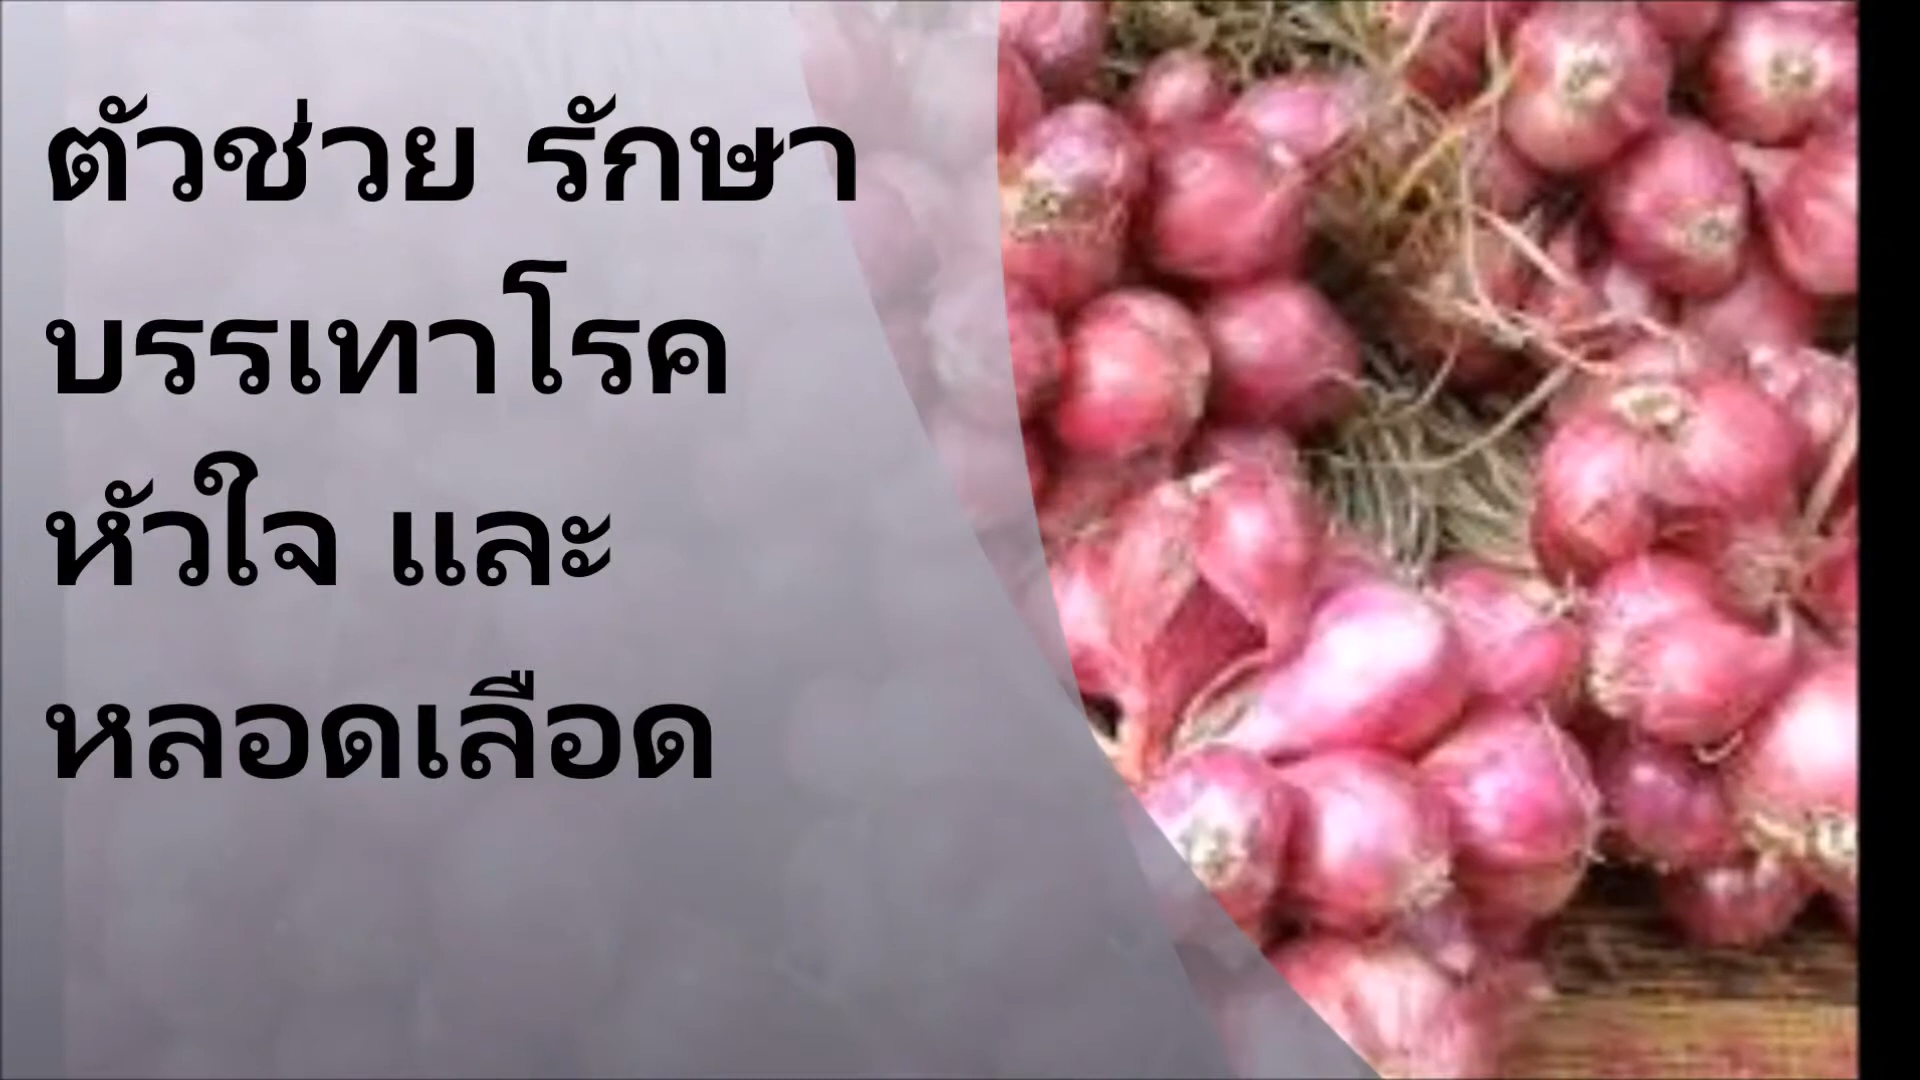 ตัวช่วย รักษา
บรรเทาโรค
หัวใจ และ
หลอดเลือด